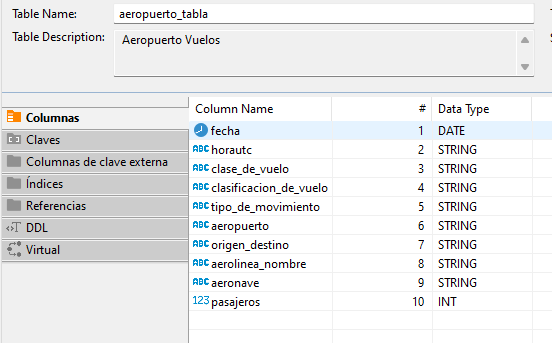 Table Name: aeropuerto_tabla
Table Description: Aeropuerto Vuelos
Columnas
Claves
Columnas de clave externa
Índices
Referencias
DDL
Virtual
Column Name # Data Type
fecha 1 DATE
ABC horautc 2 STRING
ABC clase_de_vuelo 3 STRING
ABC clasificacion_de_vuelo 4 STRING
ABC tipo_de_movimiento 5 STRING
ABC aeropuerto 6 STRING
ABC origen_destino 7 STRING
ABC aerolinea_nombre 8 STRING
ABC aeronave 9 STRING
123 pasajeros 10 INT